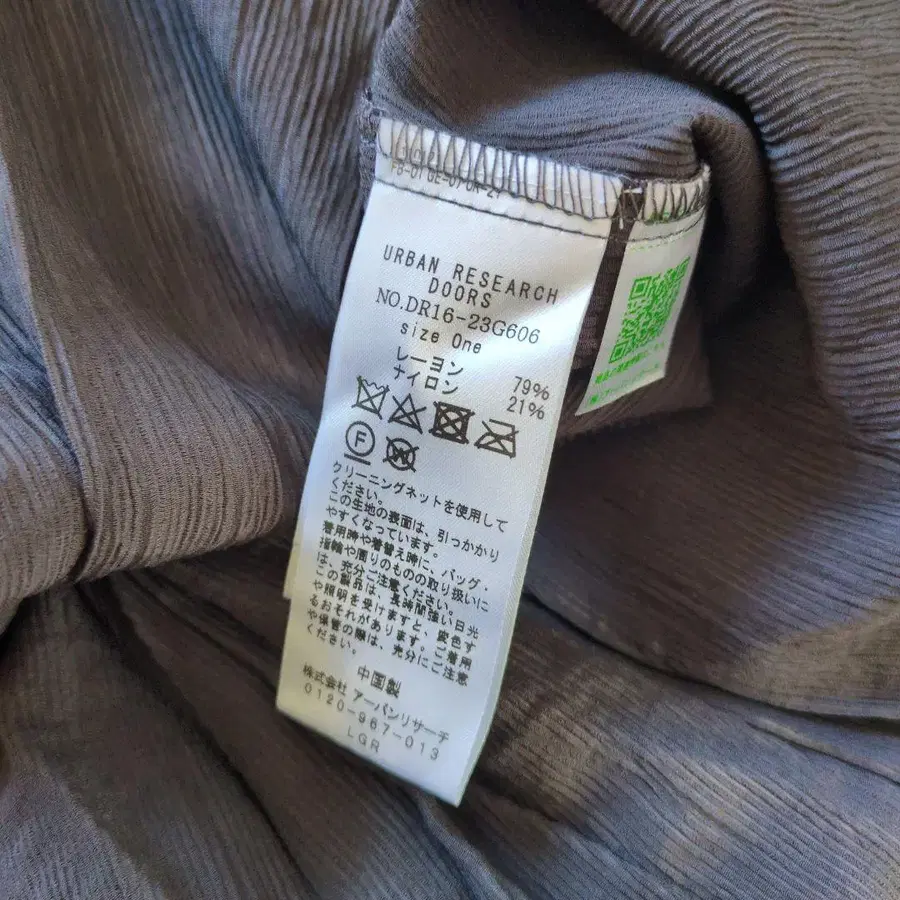 URBAN RESEARCH
DOORS
NO.DR16-23G606
size One
レーヨン 79%
ナイロン 21%
F
W
クリーニングネットを使用して
ください。
この生地の表面は、引っかかり
やすくなっています。
着用時や着替え時に、バッグ・
指輪や周りのものの取り扱いに
は、充分ご注意ください。
この製品は、長時間強い日光
や照明を受けますと、変色す
るおそれがあります。ご着用
や保管の際は、充分にご注意
ください。
中国製
株式会社 アーバンリサーチ
0120-967-013
LGR